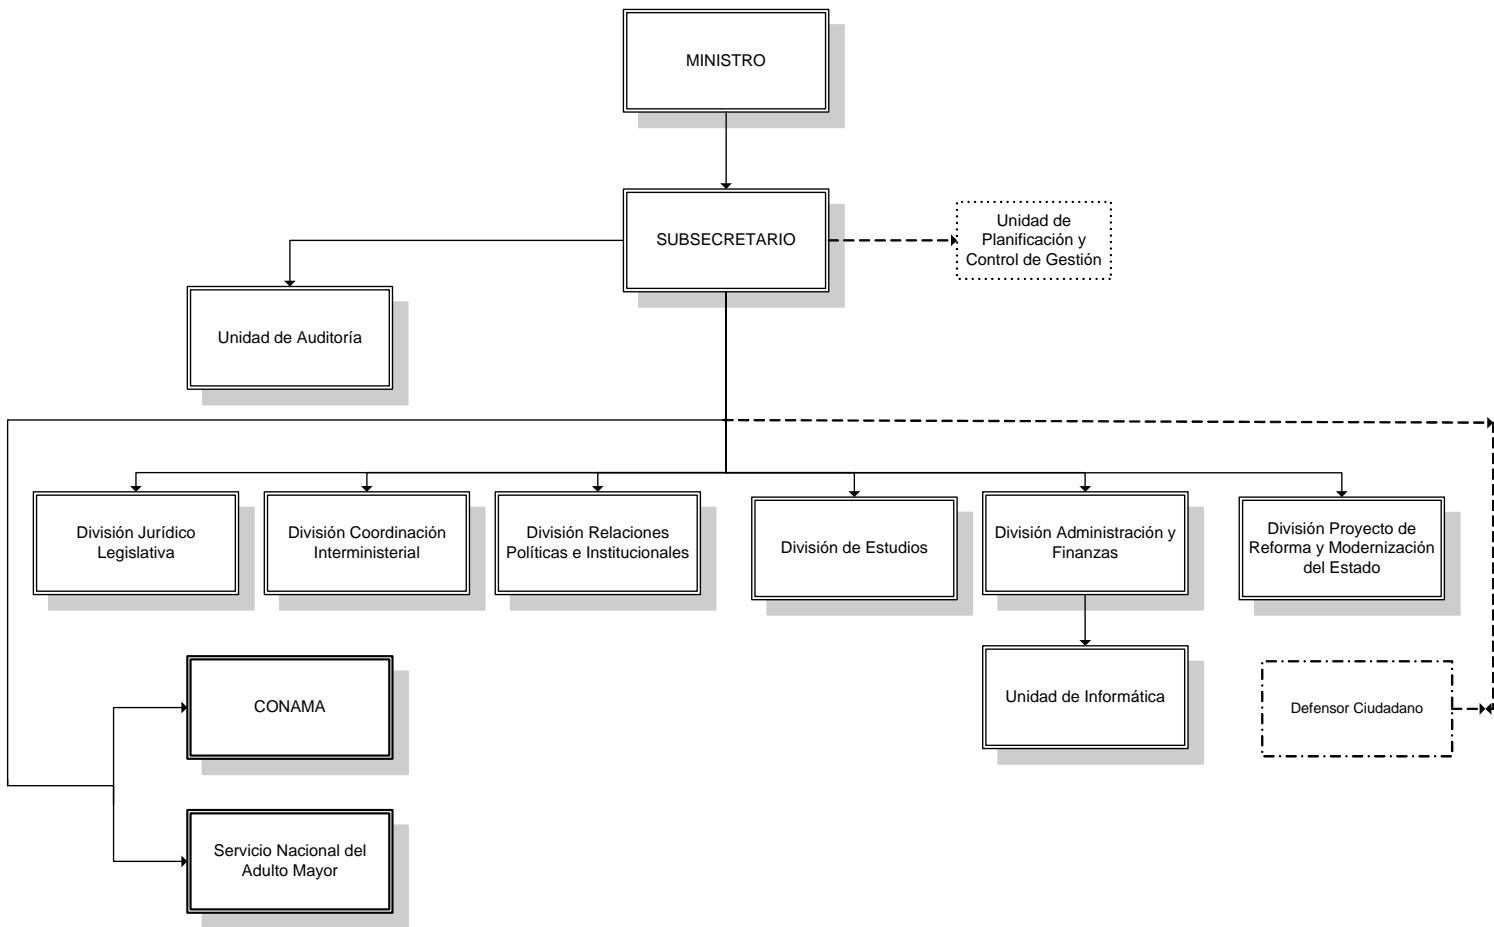 MINISTRO
SUBSECRETARIO
Unidad de
Planificación y
Control de Gestión
Unidad de Auditoría
División Jurídico
Legislativa
División Coordinación
Interministerial
División Relaciones
Políticas e Institucionales
División de Estudios
División Administración y
Finanzas
División Proyecto de
Reforma y Modernización
del Estado
CONAMA
Unidad de Informática
Defensor Ciudadano
Servicio Nacional del
Adulto Mayor